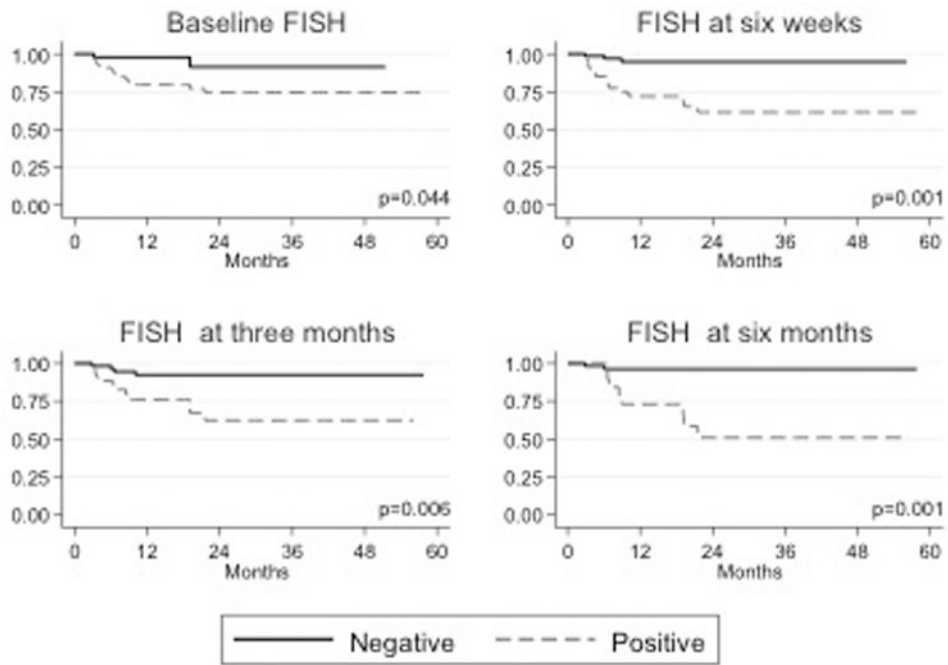 Baseline FISH
1.00
0.75
0.50
0.25
0.00
p=0.044
0 12 24 36 48 60
Months
FISH at six weeks
1.00
0.75
0.50
0.25
0.00
p=0.001
0 12 24 36 48 60
Months
FISH at three months
1.00
0.75
0.50
0.25
0.00
p=0.006
0 12 24 36 48 60
Months
FISH at six months
1.00
0.75
0.50
0.25
0.00
p=0.001
0 12 24 36 48 60
Months
Negative Positive